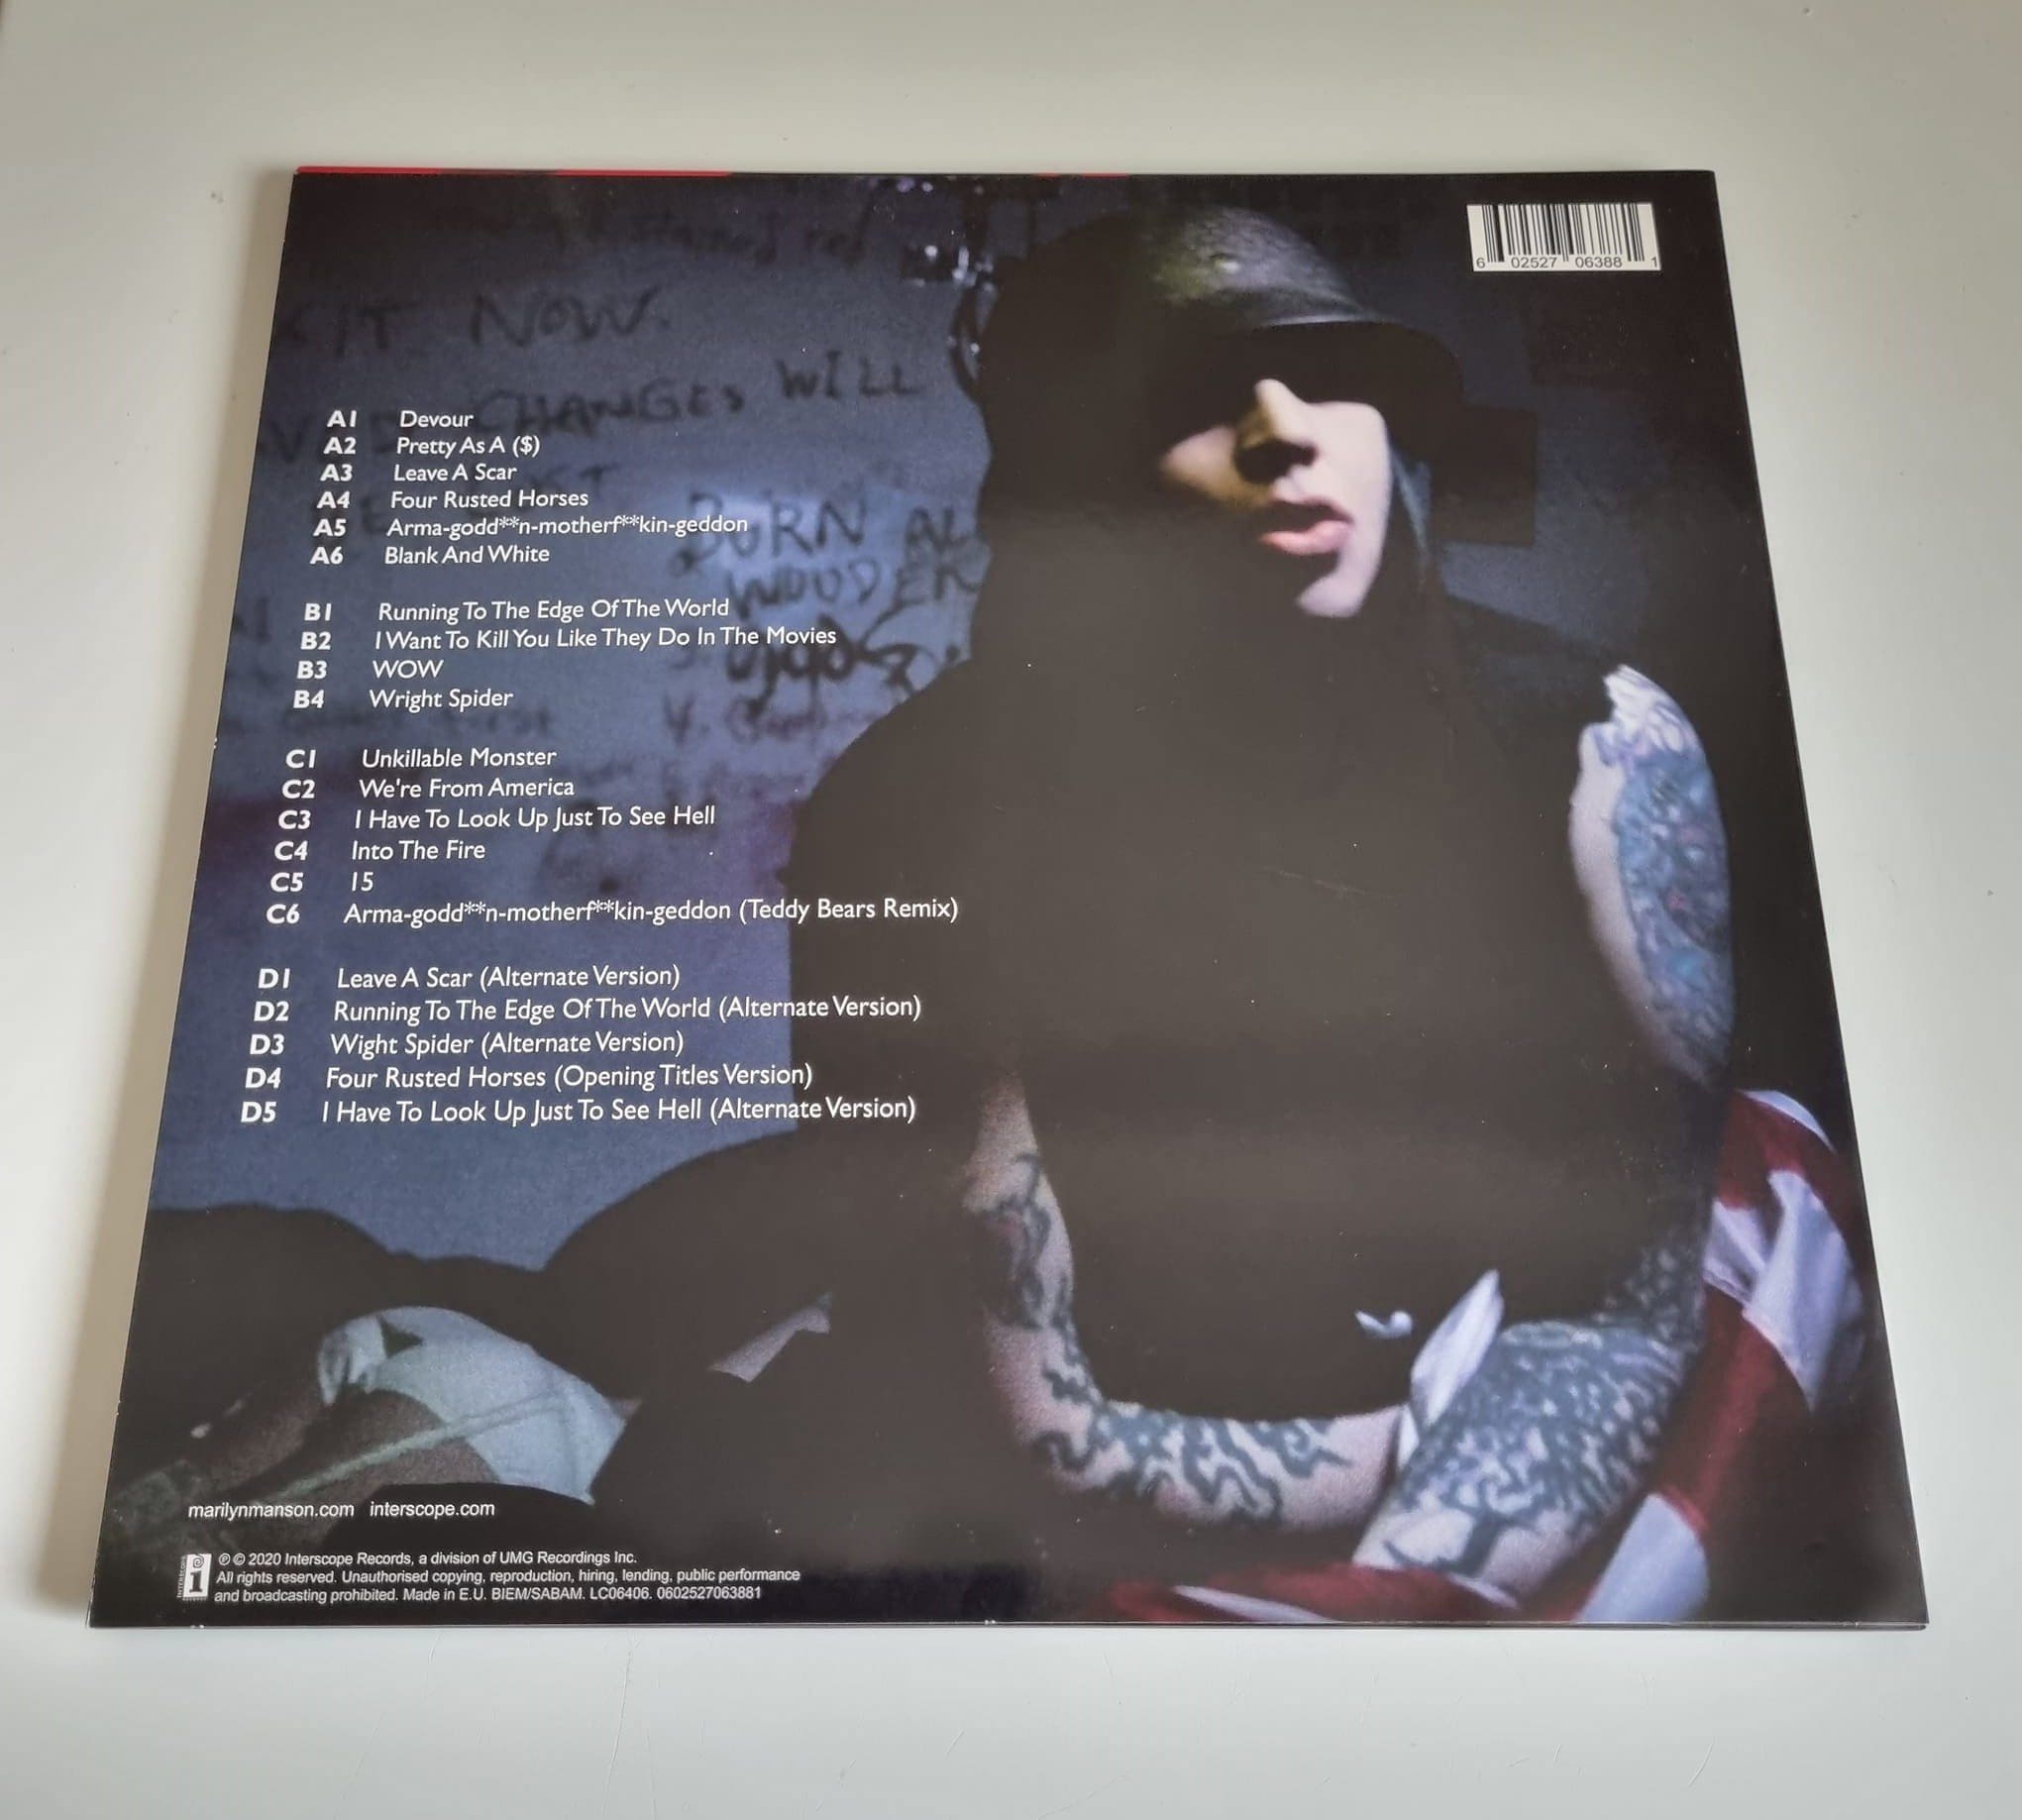 6 02527 06388 1
IT NOW.
CHANGES WILL
BURN AL
WOODEN
A1 Devour
A2 Pretty As A ($)
A3 Leave A Scar
A4 Four Rusted Horses
A5 Arma-godd**n-motherf**kin-geddon
A6 Blank And White
B1 Running To The Edge Of The World
B2 I Want To Kill You Like They Do In The Movies
B3 WOW
B4 Wright Spider
C1 Unkillable Monster
C2 We're From America
C3 I Have To Look Up Just To See Hell
C4 Into The Fire
C5 15
C6 Arma-godd**n-motherf**kin-geddon (Teddy Bears Remix)
D1 Leave A Scar (Alternate Version)
D2 Running To The Edge Of The World (Alternate Version)
D3 Wight Spider (Alternate Version)
D4 Four Rusted Horses (Opening Titles Version)
D5 I Have To Look Up Just To See Hell (Alternate Version)
marilynmanson.com interscope.com
℗ © 2020 Interscope Records, a division of UMG Recordings Inc.
All rights reserved. Unauthorised copying, reproduction, hiring, lending, public performance
and broadcasting prohibited. Made in E.U. BIEM/SABAM. LC06406. 0602527063881